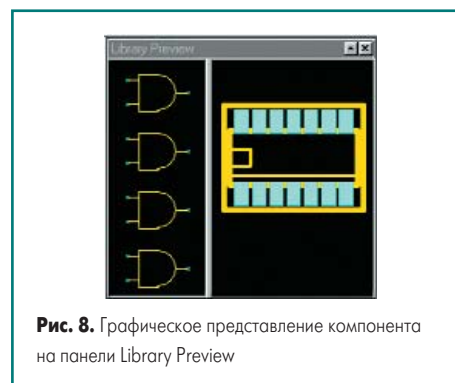 Library Preview
Рис. 8. Графическое представление компонента
на панели Library Preview